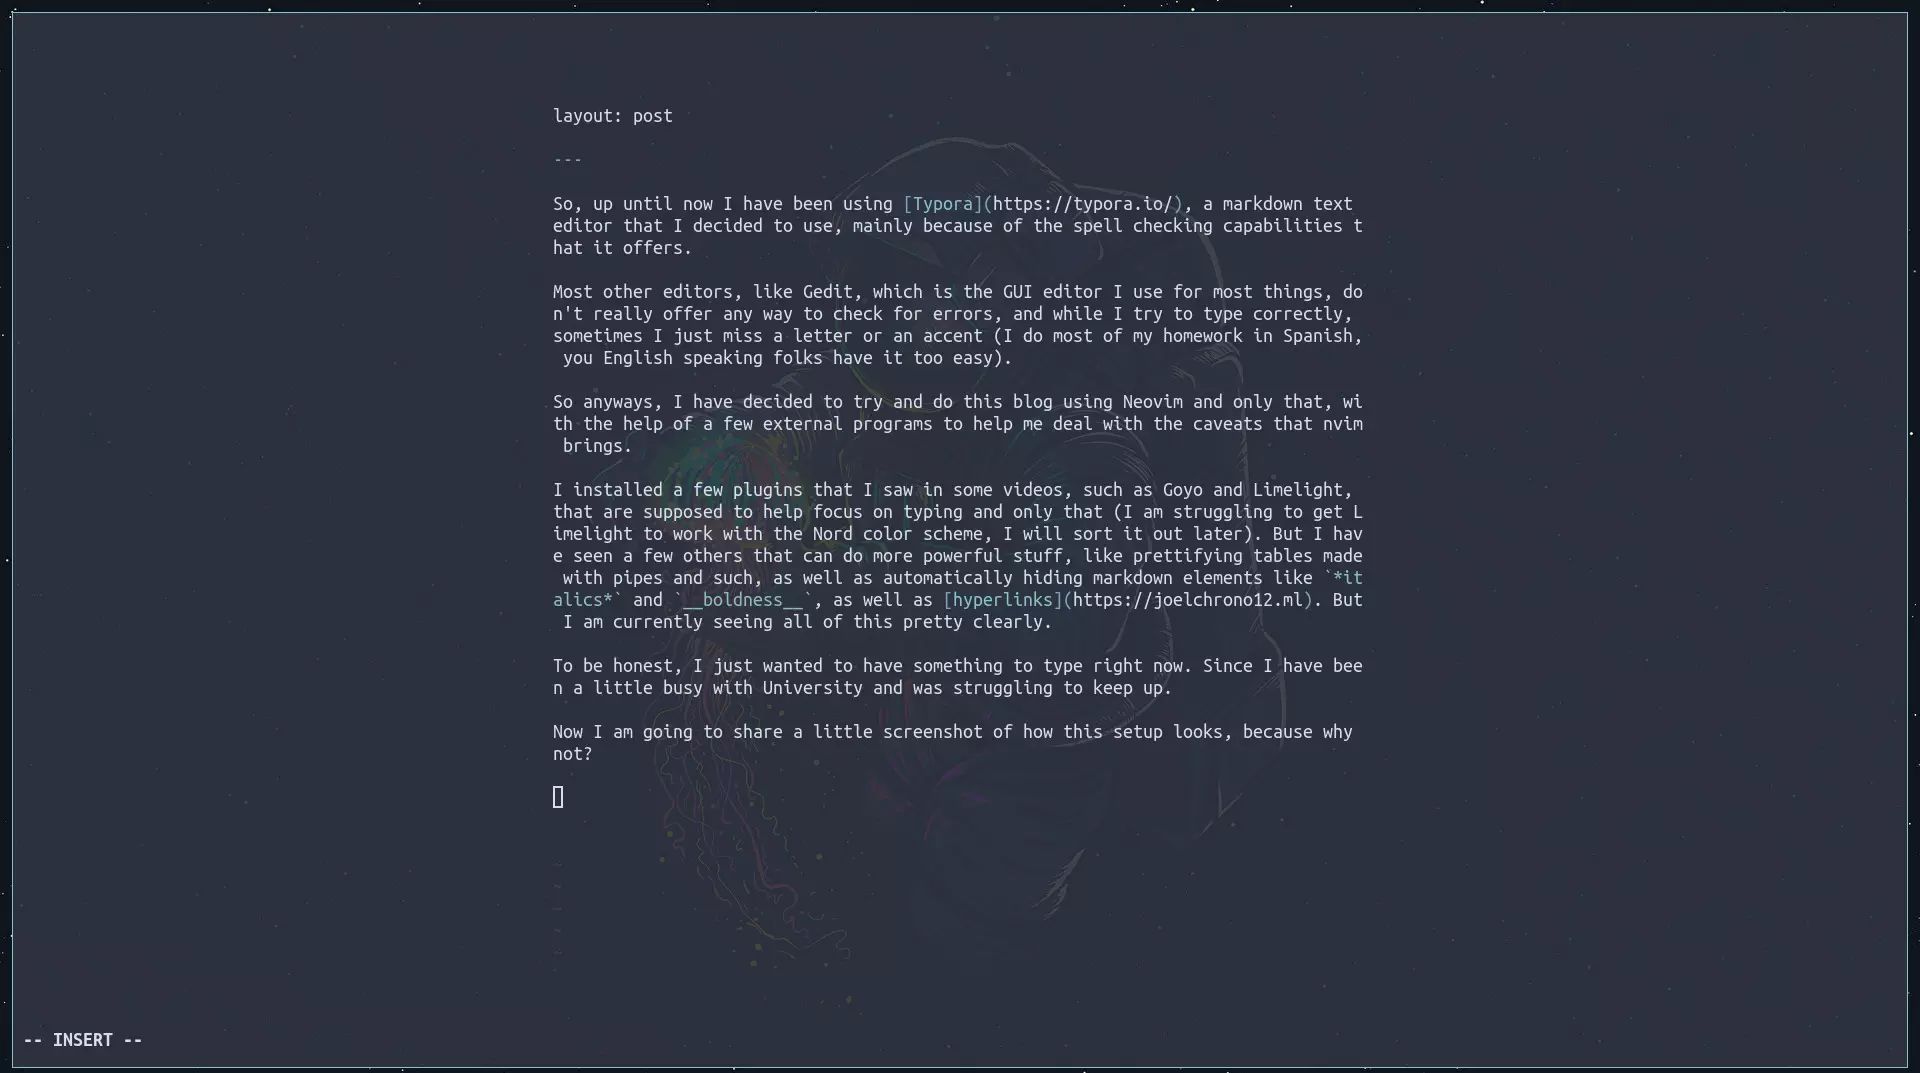 layout: post
---
So, up until now I have been using [Typora](https://typora.io/), a markdown text
editor that I decided to use, mainly because of the spell checking capabilities t
hat it offers.
Most other editors, like Gedit, which is the GUI editor I use for most things, do
n't really offer any way to check for errors, and while I try to type correctly,
sometimes I just miss a letter or an accent (I do most of my homework in Spanish,
you English speaking folks have it too easy).
So anyways, I have decided to try and do this blog using Neovim and only that, wi
th the help of a few external programs to help me deal with the caveats that nvim
brings.
I installed a few plugins that I saw in some videos, such as Goyo and Limelight,
that are supposed to help focus on typing and only that (I am struggling to get L
imelight to work with the Nord color scheme, I will sort it out later). But I hav
e seen a few others that can do more powerful stuff, like prettifying tables made
with pipes and such, as well as automatically hiding markdown elements like `*it
alics*` and `__boldness__`, as well as [hyperlinks](https://joelchrono12.ml). But
I am currently seeing all of this pretty clearly.
To be honest, I just wanted to have something to type right now. Since I have bee
n a little busy with University and was struggling to keep up.
Now I am going to share a little screenshot of how this setup looks, because why
not?
-- INSERT --